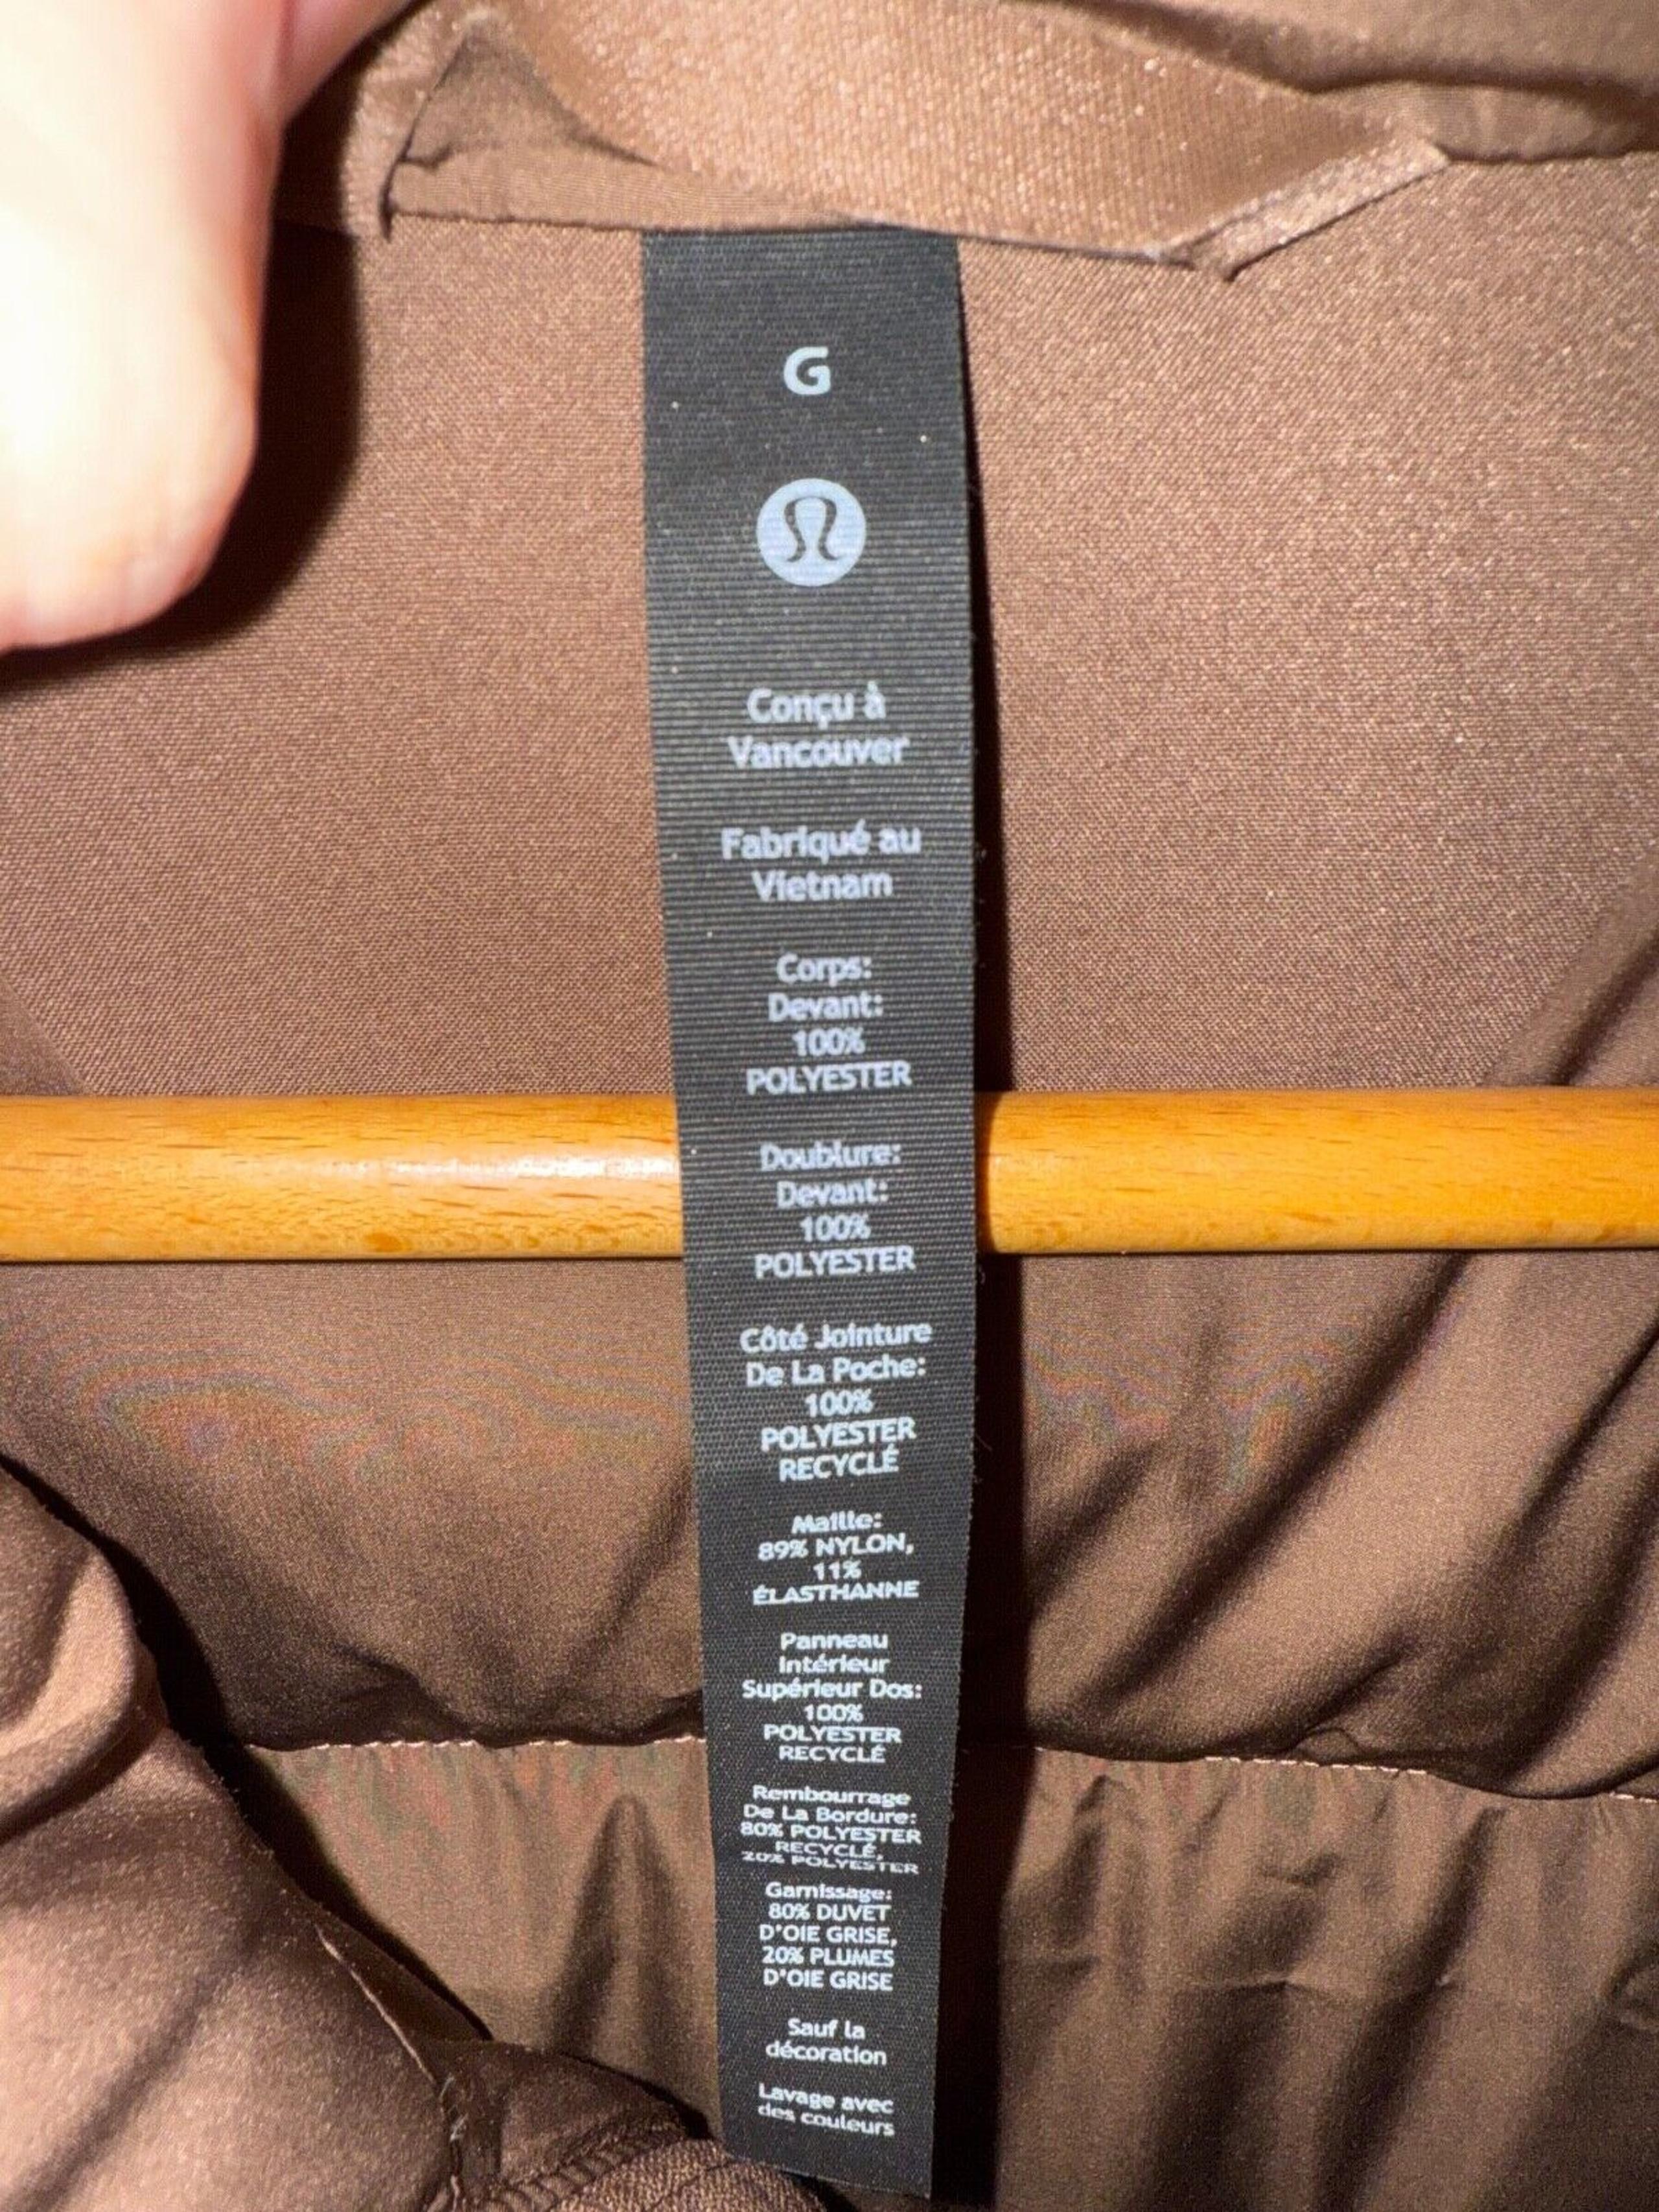 G
Conçu à
Vancouver
Fabriqué au
Vietnam
Corps:
Devant:
100%
POLYESTER
Doublure:
Devant:
100%
POLYESTER
Côté Jointure
De La Poche:
100%
POLYESTER
RECYCLÉ
Maille:
89% NYLON,
11%
ÉLASTHANNE
Panneau
Intérieur
Supérieur Dos:
100%
POLYESTER
RECYCLÉ
Rembourrage
De La Bordure:
80% POLYESTER
RECYCLÉ,
20% POLYESTER
Garnissage:
80% DUVET
D'OIE GRISE,
20% PLUMES
D'OIE GRISE
Sauf la
décoration
Lavage avec
des couleurs